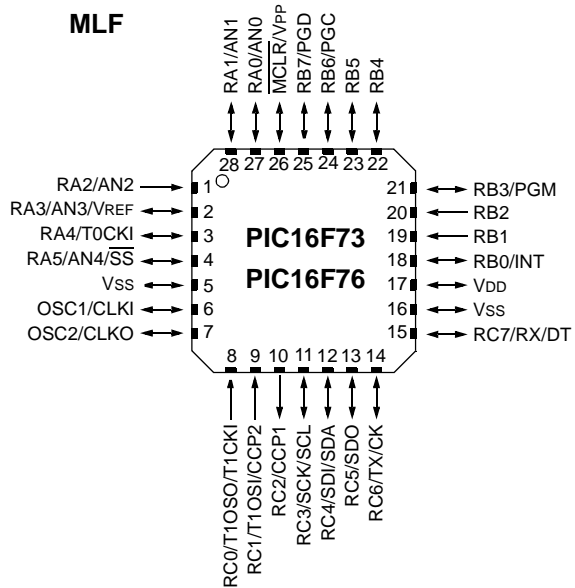 MLF
RA1/AN1
RA0/AN0
MCLR/VPP
RB7/PGD
RB6/PGC
RB5
RB4
28 27 26 25 24 23 22
RA2/AN2 1
RA3/AN3/VREF 2
RA4/T0CKI 3
RA5/AN4/SS 4
VSS 5
OSC1/CLKI 6
OSC2/CLKO 7
PIC16F73
PIC16F76
21 RB3/PGM
20 RB2
19 RB1
18 RB0/INT
17 VDD
16 VSS
15 RC7/RX/DT
8 9 10 11 12 13 14
RC0/T1OSO/T1CKI
RC1/T1OSI/CCP2
RC2/CCP1
RC3/SCK/SCL
RC4/SDI/SDA
RC5/SDO
RC6/TX/CK